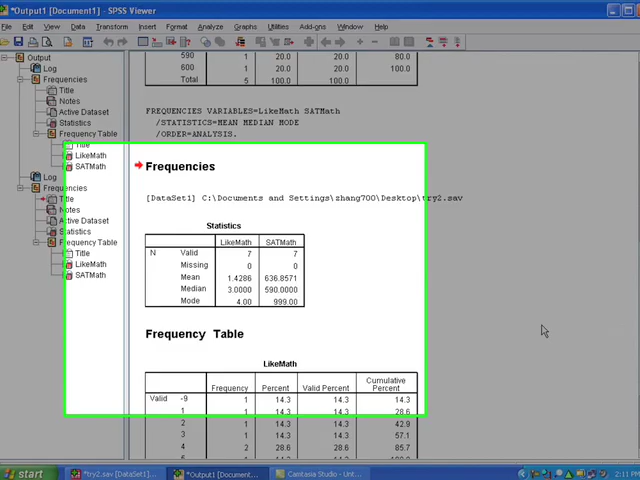 *Output1 [Document1] - SPSS Viewer
File Edit View Data Transform Insert Format Analyze Graphs Utilities Add-ons Window Help
Output
Log
Frequencies
Title
Notes
Active Dataset
Statistics
Frequency Table
Title
LikeMath
SATMath
Log
Frequencies
Title
Notes
Active Dataset
Statistics
Frequency Table
Title
LikeMath
SATMath
590 1 20.0 20.0 80.0
600 1 20.0 20.0 100.0
Total 5 100.0 100.0
FREQUENCIES VARIABLES=LikeMath SATMath
/STATISTICS=MEAN MEDIAN MODE
/ORDER=ANALYSIS.
Frequencies
[DataSet1] C:\Documents and Settings\zhang700\Desktop\try2.sav
Statistics
LikeMath SATMath
N Valid 7 7
Missing 0 0
Mean 1.4286 636.8571
Median 3.0000 590.0000
Mode 4.00 999.00
Frequency Table
LikeMath
Frequency Percent Valid Percent Cumulative Percent
Valid -9 1 14.3 14.3 14.3
1 1 14.3 14.3 28.6
2 1 14.3 14.3 42.9
3 1 14.3 14.3 57.1
4 2 28.6 28.6 85.7
start *try2.sav [DataSet1]... *Output1 [Document... Camtasia Studio - Unt... 2:11 PM